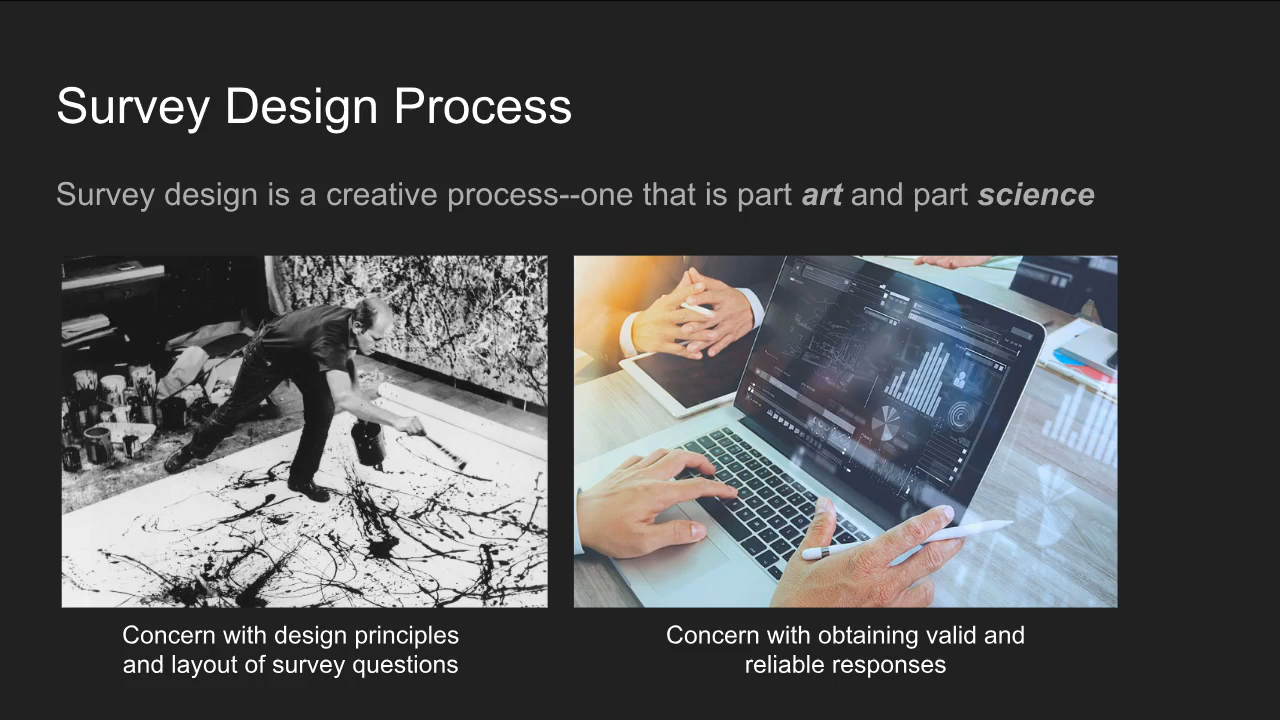 Survey Design Process
Survey design is a creative process--one that is part art and part science
Concern with design principles
and layout of survey questions
Concern with obtaining valid and
reliable responses